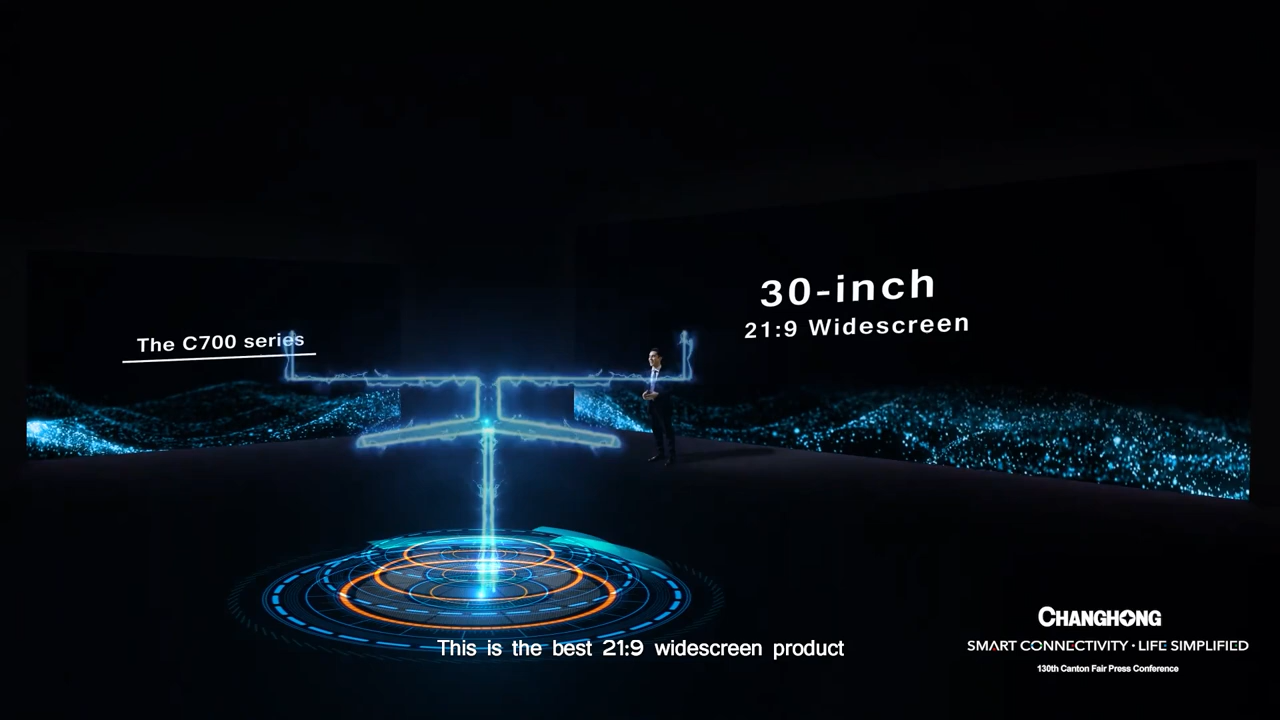 30-inch
21:9 Widescreen
The C700 series
This is the best 21:9 widescreen product
CHANGHONG
SMART CONNECTIVITY · LIFE SIMPLIFIED
130th Canton Fair Press Conference